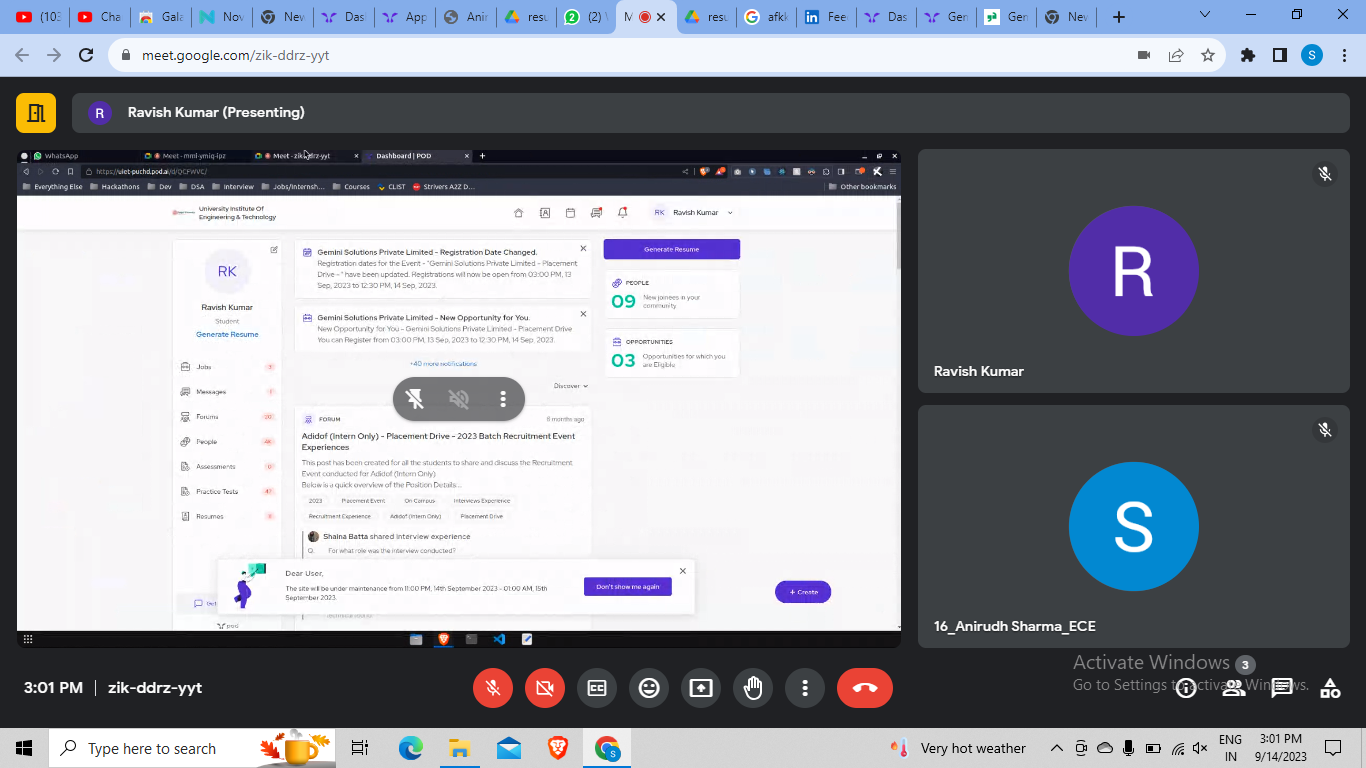 (103
Cha
Gala
Nov
New
Das
App
Anir
resu
(2) \
M
resu
afkk
Fee
Das
Gen
Gen
New
meet.google.com/zik-ddrz-yyt
S
R Ravish Kumar (Presenting)
WhatsApp
Meet - mmi-ymiq-ipz
Meet - zik-ddrz-yyt
Dashboard | POD
https://uiet-puchd.pod.ai/d/QCFWVC/
Everything Else
Hackathons
Dev
DSA
Interview
Jobs/Internsh...
Courses
CLIST
Strivers A2Z D...
Other bookmarks
University Institute Of
Engineering & Technology
RK Ravish Kumar
RK
Ravish Kumar
Student
Generate Resume
Jobs 3
Messages 1
Forums
People
Assessments
Practice Tests 47
Resumes
Gemini Solutions Private Limited - Registration Date Changed.
Registration dates for the Event - "Gemini Solutions Private Limited - Placement
Drive - " have been updated. Registrations will now be open from 03:00 PM, 13
Sep, 2023 to 12:30 PM, 14 Sep, 2023.
Gemini Solutions Private Limited - New Opportunity for You.
New Opportunity for You - Gemini Solutions Private Limited - Placement Drive
You can Register from 03:00 PM, 13 Sep, 2023 to 12:30 PM, 14 Sep, 2023.
+40 more notifications
Discover
FORUM
8 months ago
Adidof (Intern Only) - Placement Drive - 2023 Batch Recruitment Event
Experiences
This post has been created for all the students to share and discuss the Recruitment
Event conducted for Adidof (Intern Only)
Below is a quick overview of the Position Details...
2023 Placement Event On Campus Interviews Experience
Recruitment Experience Adidof (Intern Only) Placement Drive
Shaina Batta shared interview experience
Q. For what role was the interview conducted?
Generate Resume
PEOPLE
09 New joinees in your
community
OPPORTUNITIES
03 Opportunities for which you
are Eligible
Dear User,
The site will be under maintenance from 11:00 PM, 14th September 2023 - 01:00 AM, 15th
September 2023.
Don't show me again
+ Create
pod
R
Ravish Kumar
S
16_Anirudh Sharma_ECE
Activate Windows
Go to Settings to activate Windows.
3
3:01 PM | zik-ddrz-yyt
Type here to search
Very hot weather
ENG
IN
3:01 PM
9/14/2023